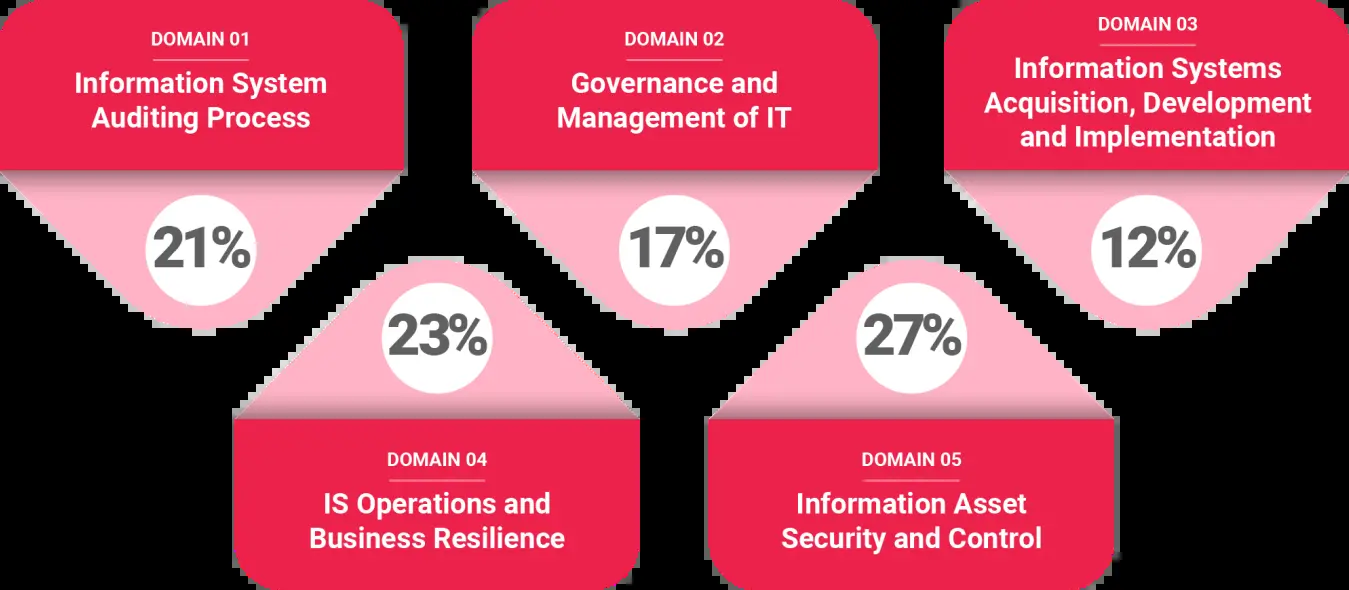 DOMAIN 01
Information System
Auditing Process
21%
DOMAIN 02
Governance and
Management of IT
17%
DOMAIN 03
Information Systems
Acquisition, Development
and Implementation
12%
23%
DOMAIN 04
IS Operations and
Business Resilience
27%
DOMAIN 05
Information Asset
Security and Control